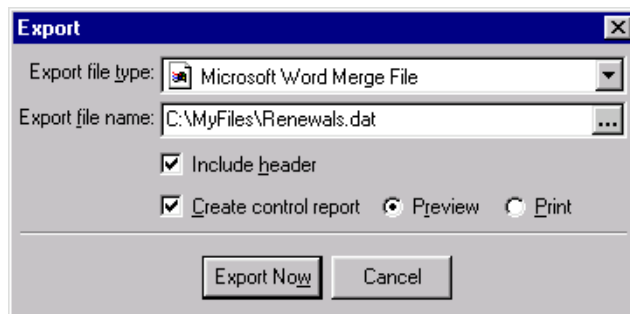 Export
Export file type: Microsoft Word Merge File
Export file name: C:\MyFiles\Renewals.dat ...
Include header
Create control report Preview Print
Export Now Cancel